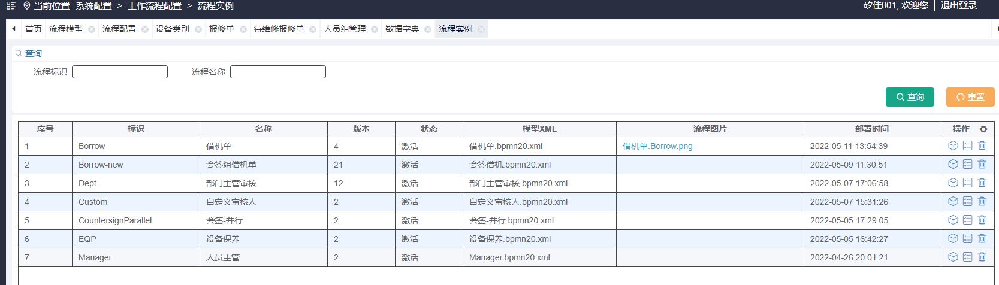 当前位置 系统配置 > 工作流程配置 > 流程实例 矽佳001, 欢迎您 退出登录
首页 流程模型 流程配置 设备类别 报修单 待维修报修单 人员组管理 数据字典 流程实例
查询
流程标识 流程名称
查询 重置
序号 标识 名称 版本 状态 模型XML 流程图片 部署时间 操作
1 Borrow 借机单 4 激活 借机单.bpmn20.xml 借机单.Borrow.png 2022-05-11 13:54:39
2 Borrow-new 会签组借机单 21 激活 会签借机.bpmn20.xml 2022-05-09 11:30:51
3 Dept 部门主管审核 12 激活 部门主管审核.bpmn20.xml 2022-05-07 17:06:58
4 Custom 自定义审核人 2 激活 自定义审核人.bpmn20.xml 2022-05-07 15:31:26
5 CountersignParallel 会签-并行 2 激活 会签-并行.bpmn20.xml 2022-05-05 17:29:05
6 EQP 设备保养 2 激活 设备保养.bpmn20.xml 2022-05-05 16:42:27
7 Manager 人员主管 2 激活 Manager.bpmn20.xml 2022-04-26 20:01:21